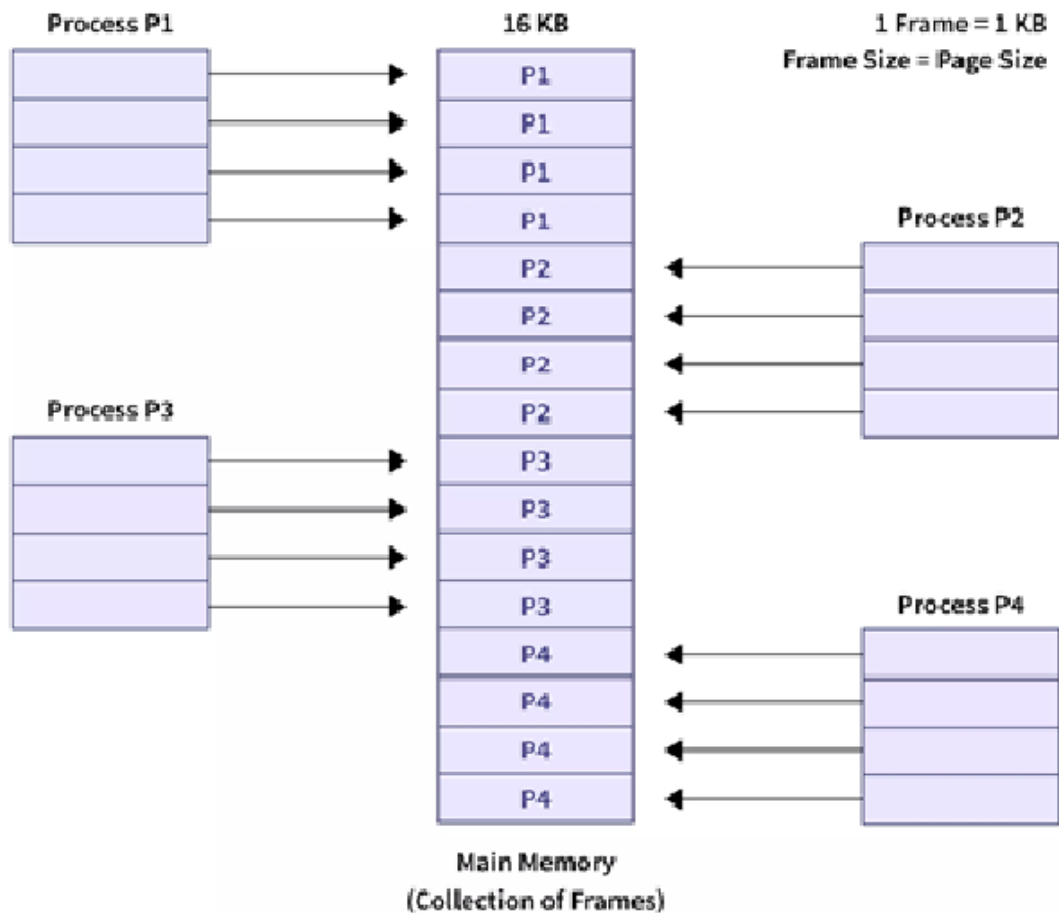 Process P1
16 KB
1 Frame = 1 KB
Frame Size = Page Size
P1
P1
P1
P1
Process P2
P2
P2
P2
P2
Process P3
P3
P3
P3
P3
Process P4
P4
P4
P4
P4
Main Memory
(Collection of Frames)